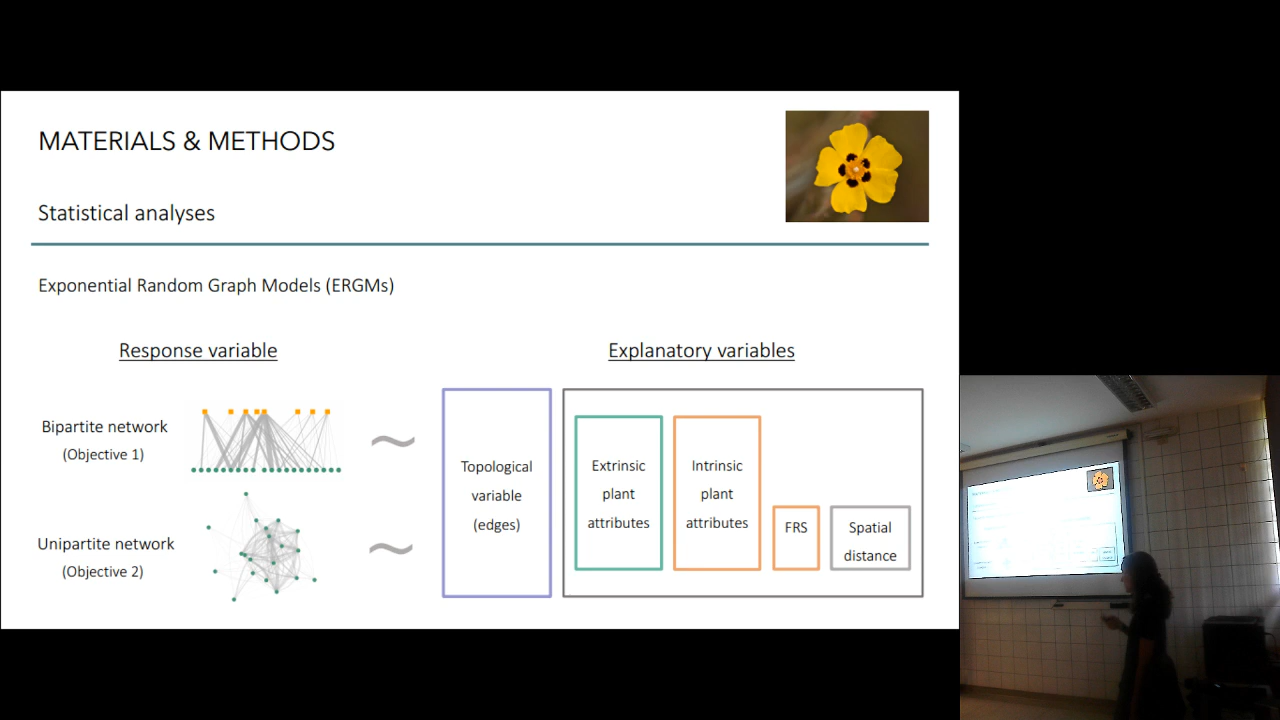 MATERIALS & METHODS
Statistical analyses
Exponential Random Graph Models (ERGMs)
Response variable
Explanatory variables
Bipartite network
(Objective 1)
~
Unipartite network
(Objective 2)
~
Topological
variable
(edges)
Extrinsic
plant
attributes
Intrinsic
plant
attributes
FRS
Spatial
distance